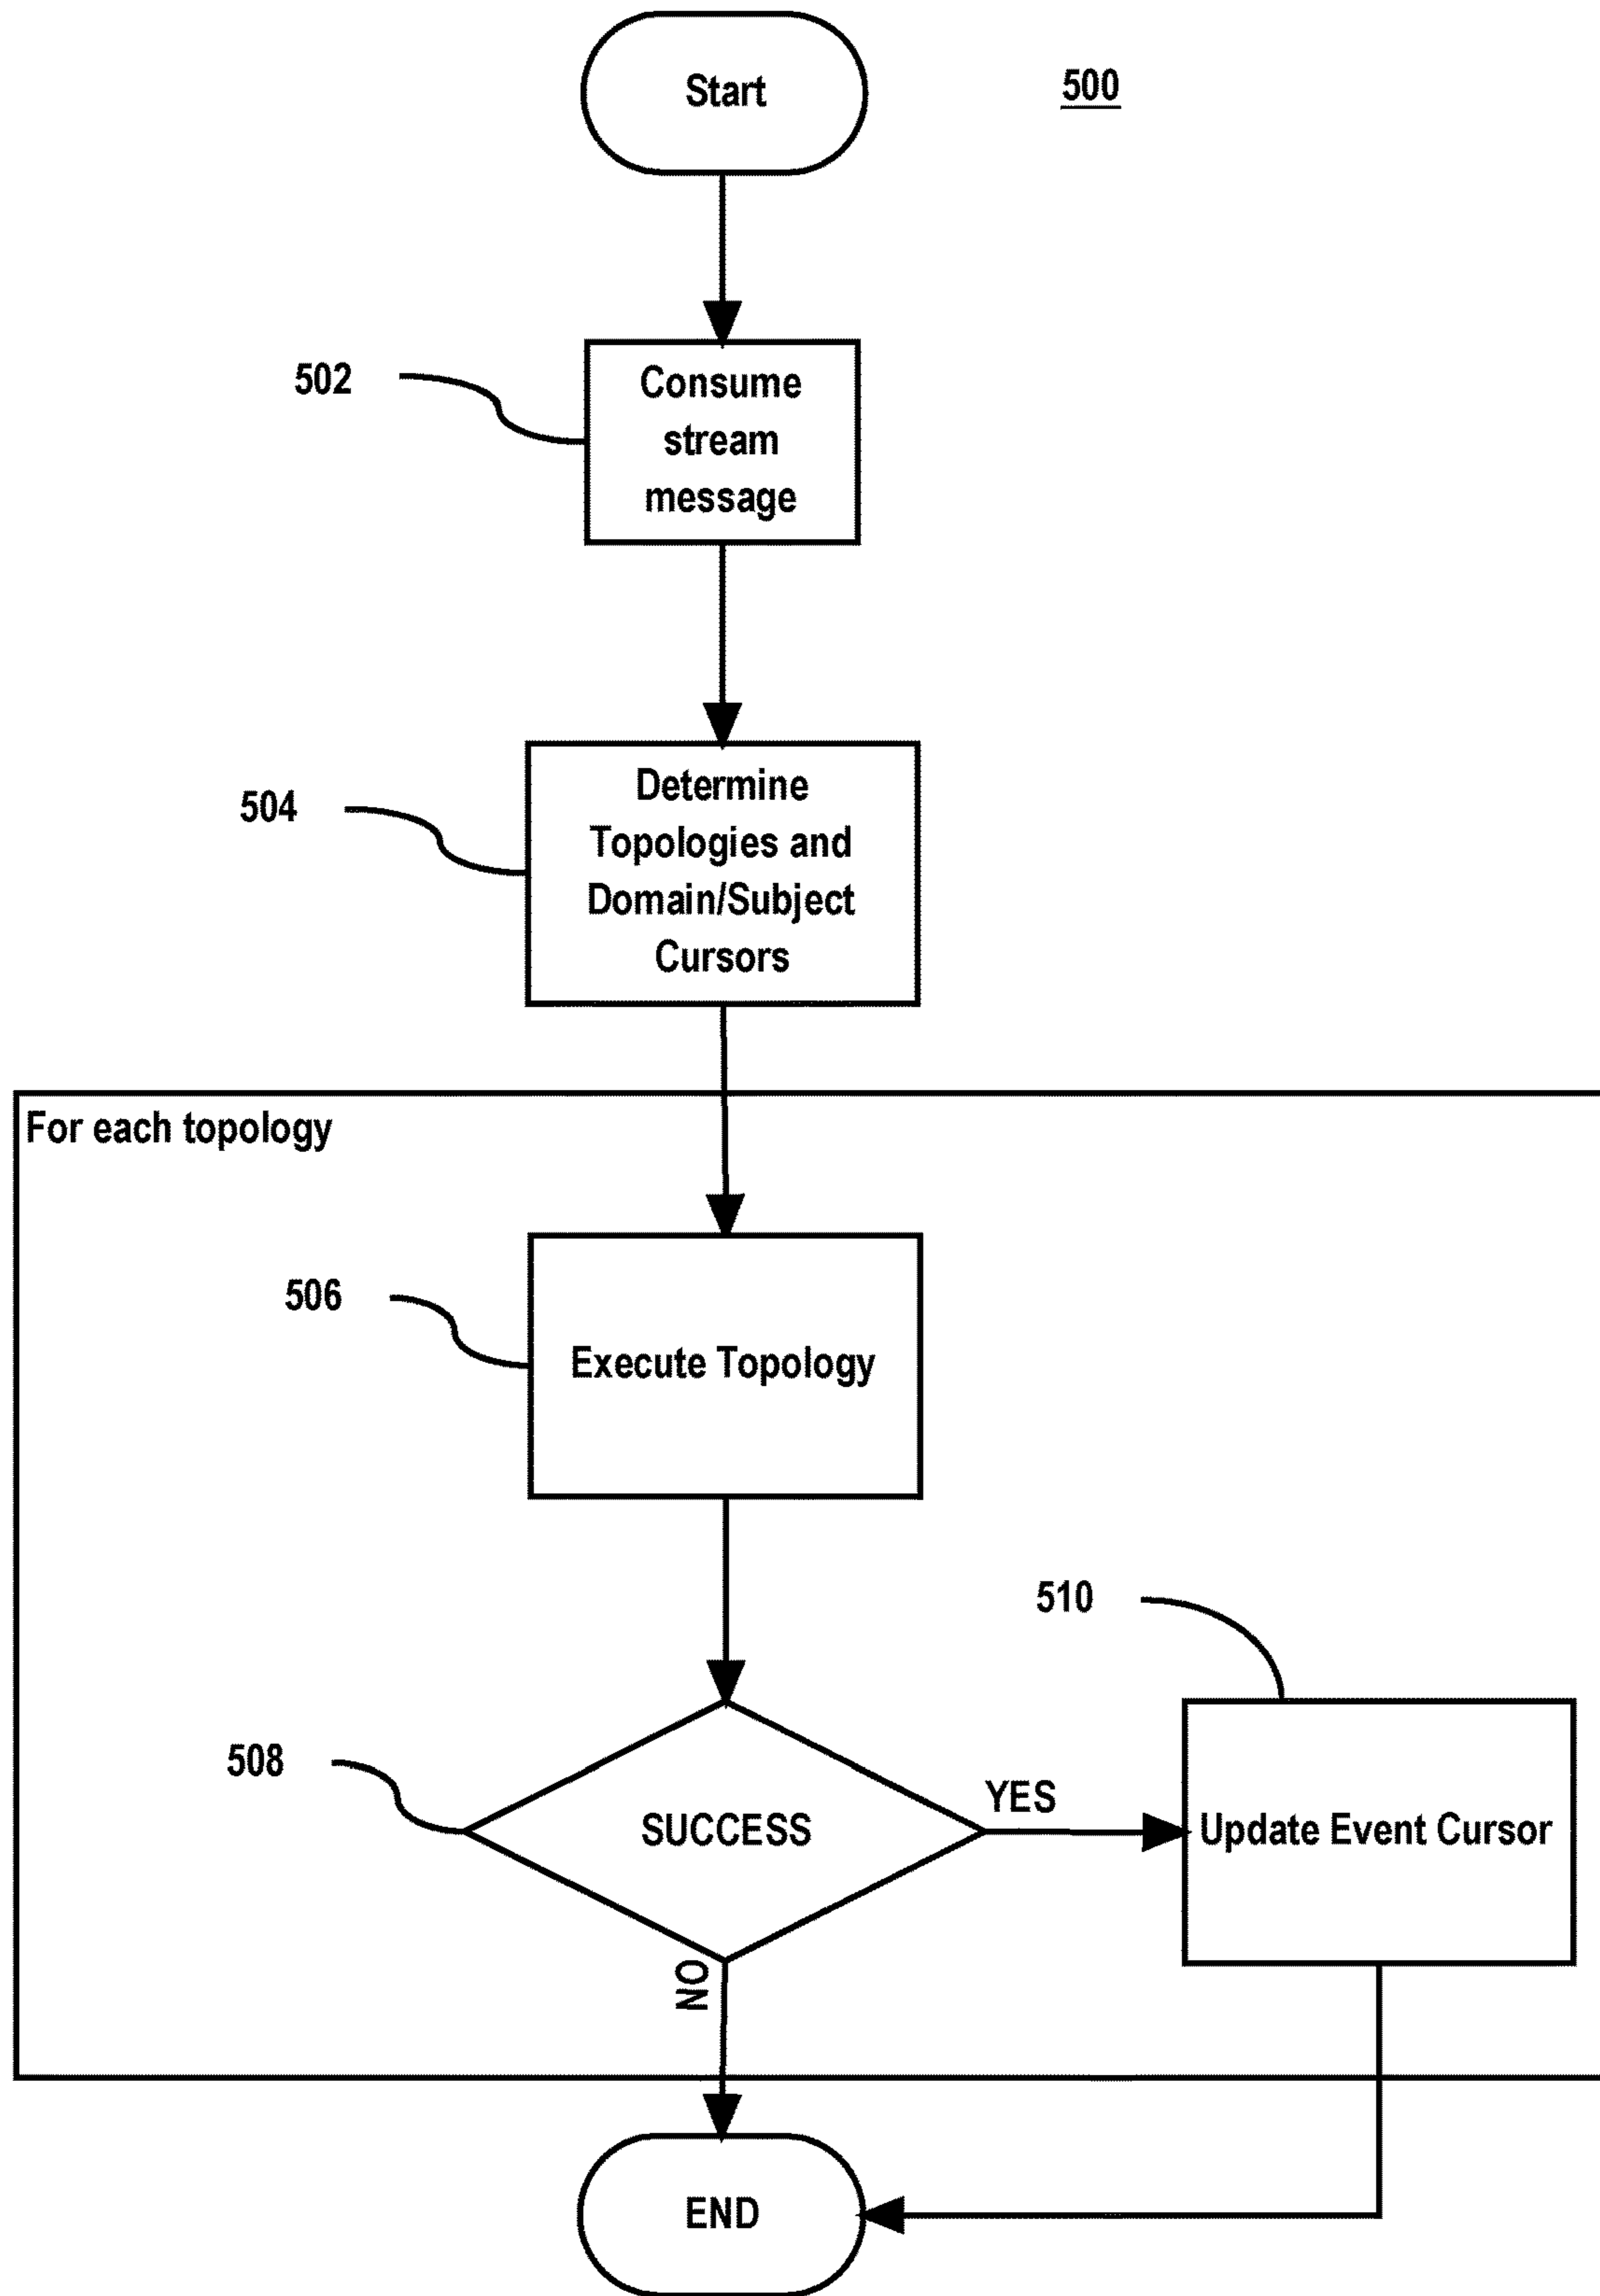 Start
500
502
Consume
stream
message
504
Determine
Topologies and
Domain/Subject
Cursors
For each topology
506
Execute Topology
510
508
SUCCESS
YES
Update Event Cursor
NO
END